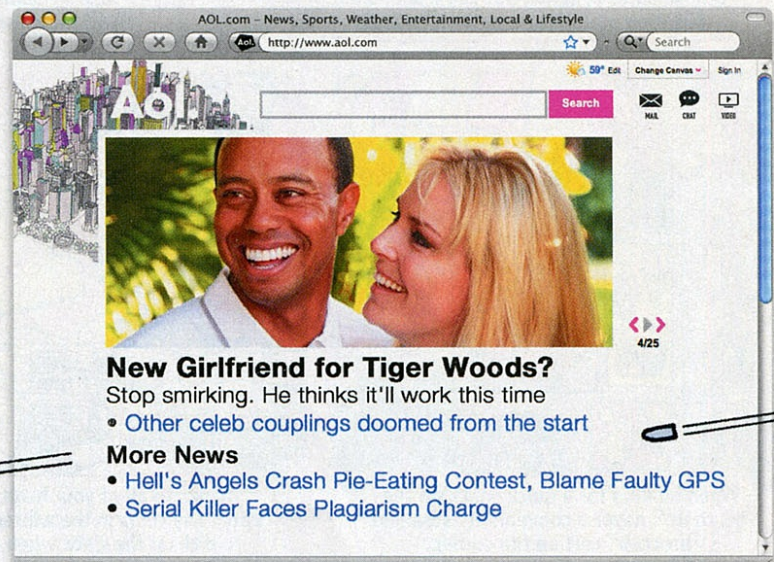 AOL.com – News, Sports, Weather, Entertainment, Local & Lifestyle
Aol. http://www.aol.com Search
59° Edit Change Canvas Sign In
Aol. Search MAIL CHAT VIDEO
4/25
New Girlfriend for Tiger Woods?
Stop smirking. He thinks it'll work this time
• Other celeb couplings doomed from the start
More News
• Hell's Angels Crash Pie-Eating Contest, Blame Faulty GPS
• Serial Killer Faces Plagiarism Charge